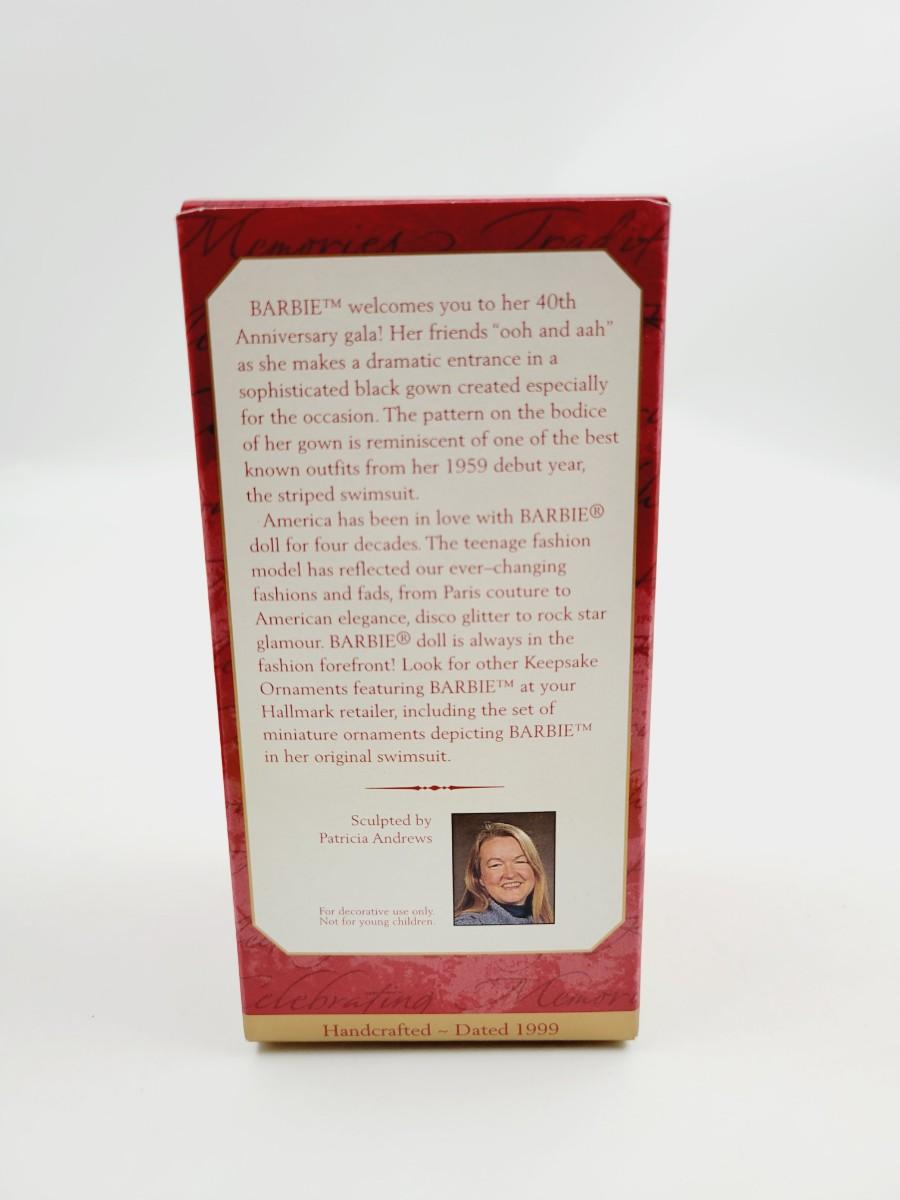 Memories Tradit
BARBIE™ welcomes you to her 40th
Anniversary gala! Her friends “ooh and aah”
as she makes a dramatic entrance in a
sophisticated black gown created especially
for the occasion. The pattern on the bodice
of her gown is reminiscent of one of the best
known outfits from her 1959 debut year,
the striped swimsuit.
America has been in love with BARBIE®
doll for four decades. The teenage fashion
model has reflected our ever–changing
fashions and fads, from Paris couture to
American elegance, disco glitter to rock star
glamour. BARBIE® doll is always in the
fashion forefront! Look for other Keepsake
Ornaments featuring BARBIE™ at your
Hallmark retailer, including the set of
miniature ornaments depicting BARBIE™
in her original swimsuit.
Sculpted by
Patricia Andrews
For decorative use only.
Not for young children.
elebrating Memori
Handcrafted ~ Dated 1999